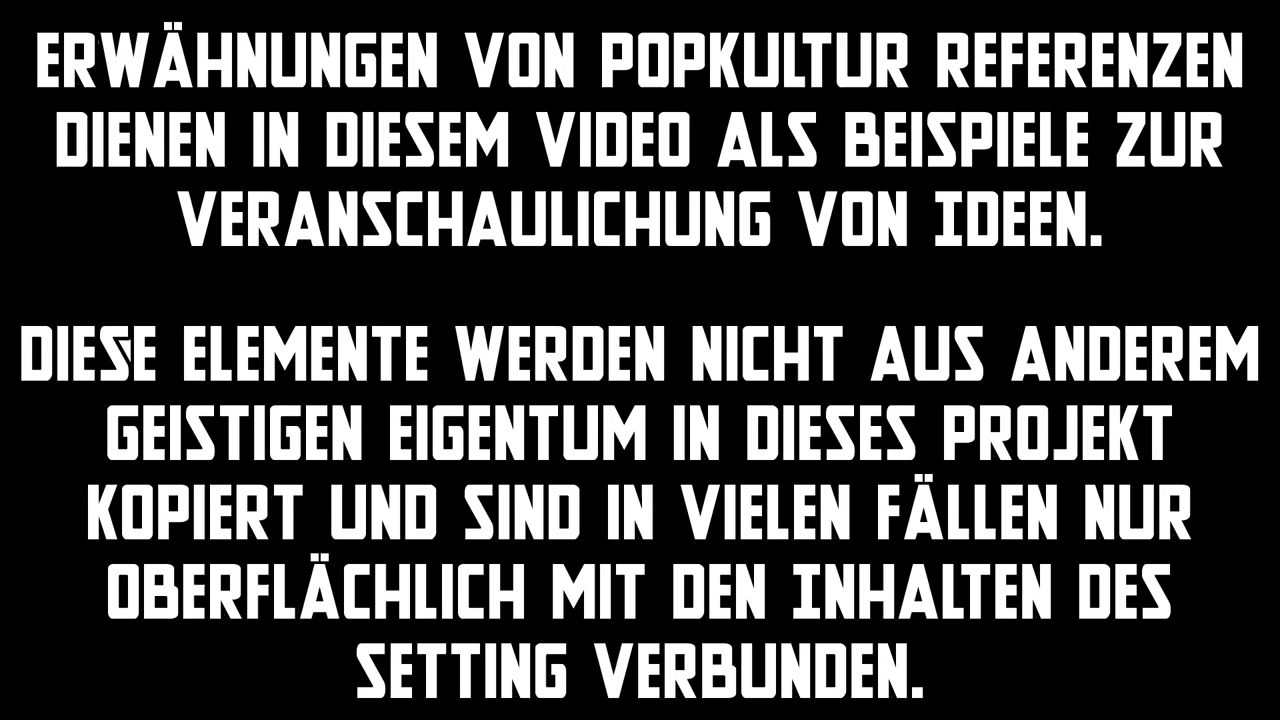 ERWÄHNUNGEN VON POPKULTUR REFERENZEN
DIENEN IN DIESEM VIDEO ALS BEISPIELE ZUR
VERANSCHAULICHUNG VON IDEEN.
DIESE ELEMENTE WERDEN NICHT AUS ANDEREM
GEISTIGEN EIGENTUM IN DIESES PROJEKT
KOPIERT UND SIND IN VIELEN FÄLLEN NUR
OBERFLÄCHLICH MIT DEN INHALTEN DES
SETTING VERBUNDEN.